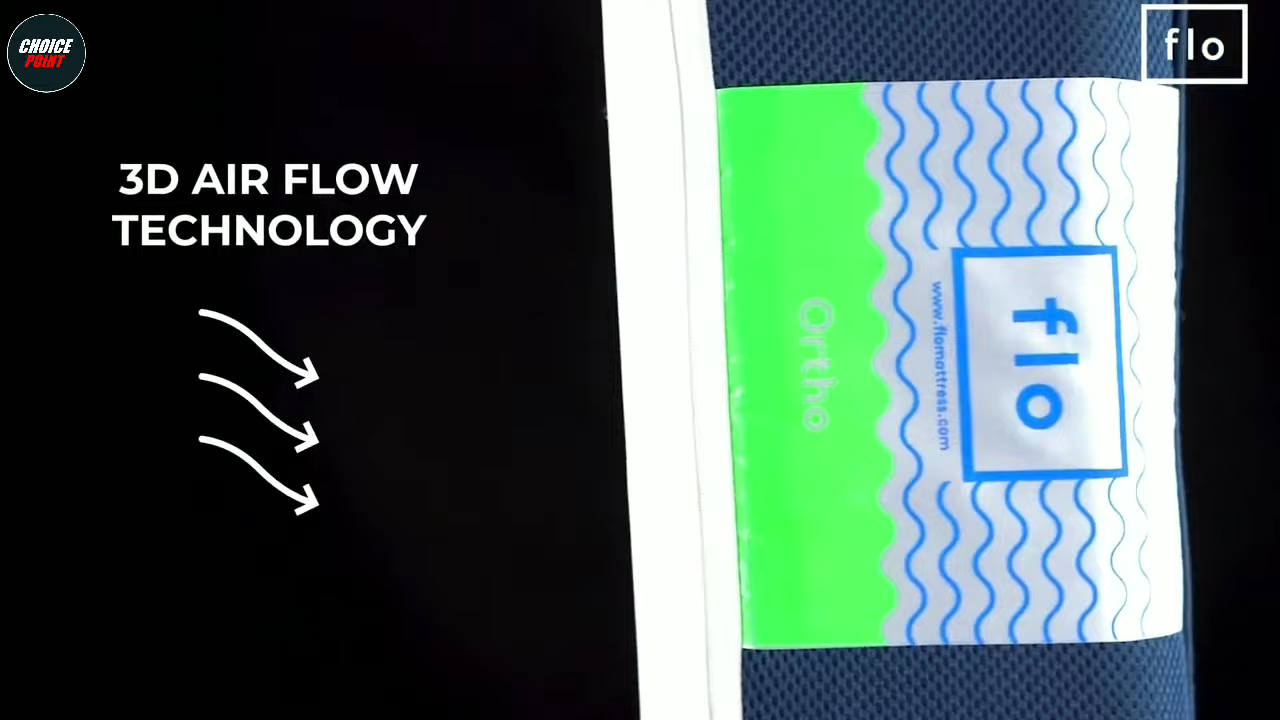 CHOICE
POINT
flo
3D AIR FLOW
TECHNOLOGY
flo
www.flomattress.com
Ortho